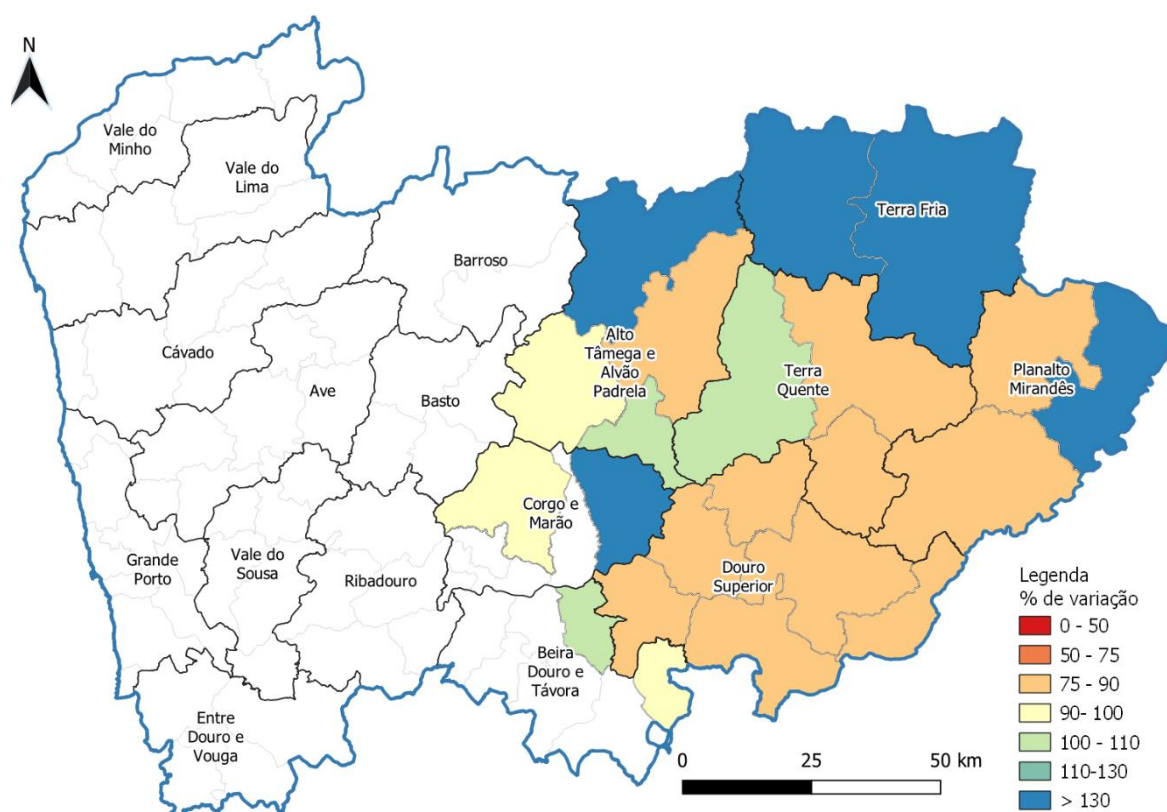 N
Vale do
Minho
Vale do
Lima
Terra Fria
Barroso
Cávado
Alto
Tâmega e
Alvão
Padrela
Terra
Quente
Planalto
Mirandês
Ave
Basto
Corgo e
Marão
Grande
Porto
Vale do
Sousa
Ribadouro
Douro
Superior
Beira
Douro e
Távora
Entre
Douro e
Vouga
0 25 50 km
Legenda
% de variação
0 - 50
50 - 75
75 - 90
90- 100
100 - 110
110-130
> 130